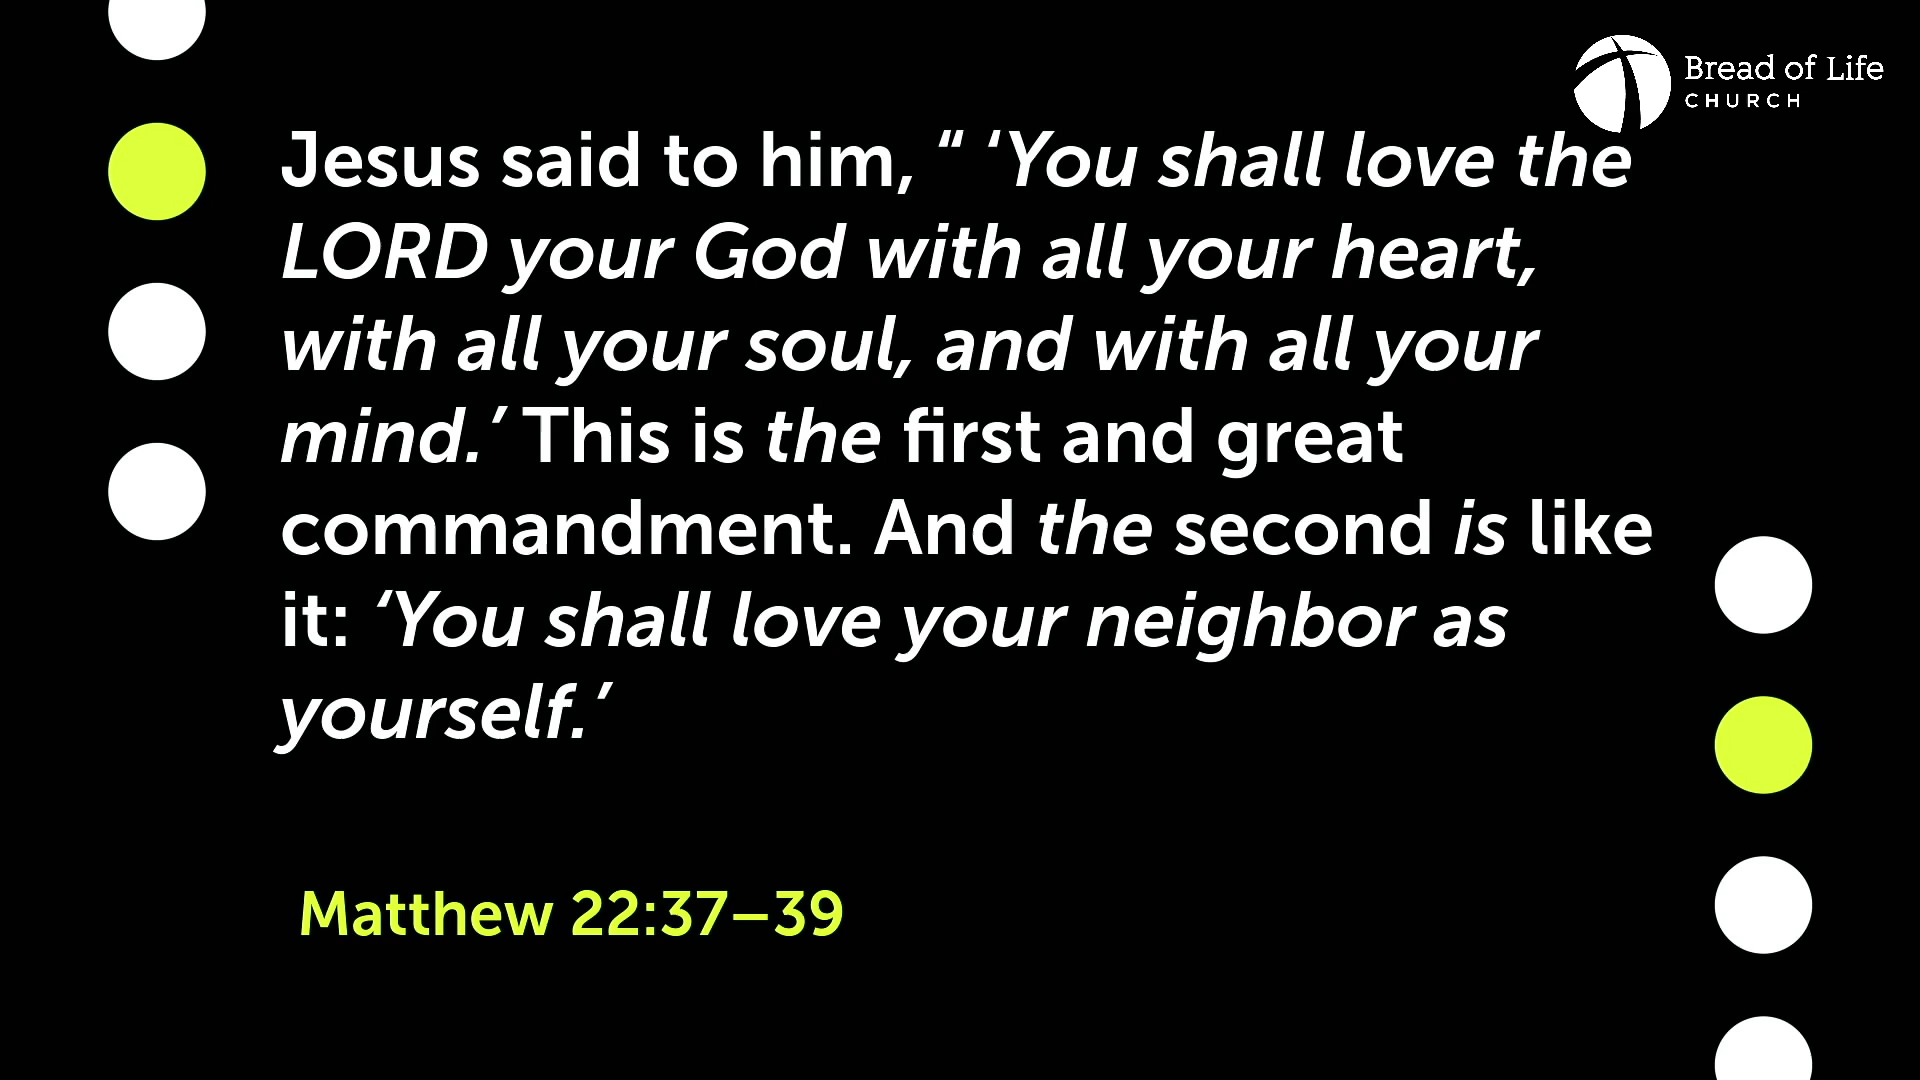 Bread of Life
CHURCH
Jesus said to him, “ ‘You shall love the
LORD your God with all your heart,
with all your soul, and with all your
mind.’ This is the first and great
commandment. And the second is like
it: ‘You shall love your neighbor as
yourself.’
Matthew 22:37–39